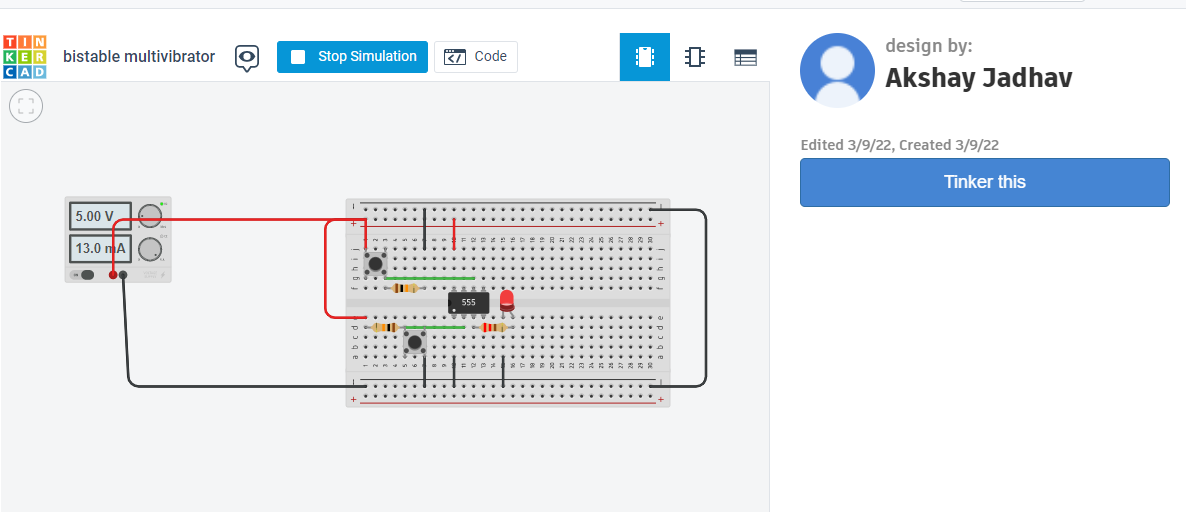 TIN
KER
CAD
bistable multivibrator
Stop Simulation
Code
design by:
Akshay Jadhav
Edited 3/9/22, Created 3/9/22
Tinker this
5.00 V
13.0 mA
555